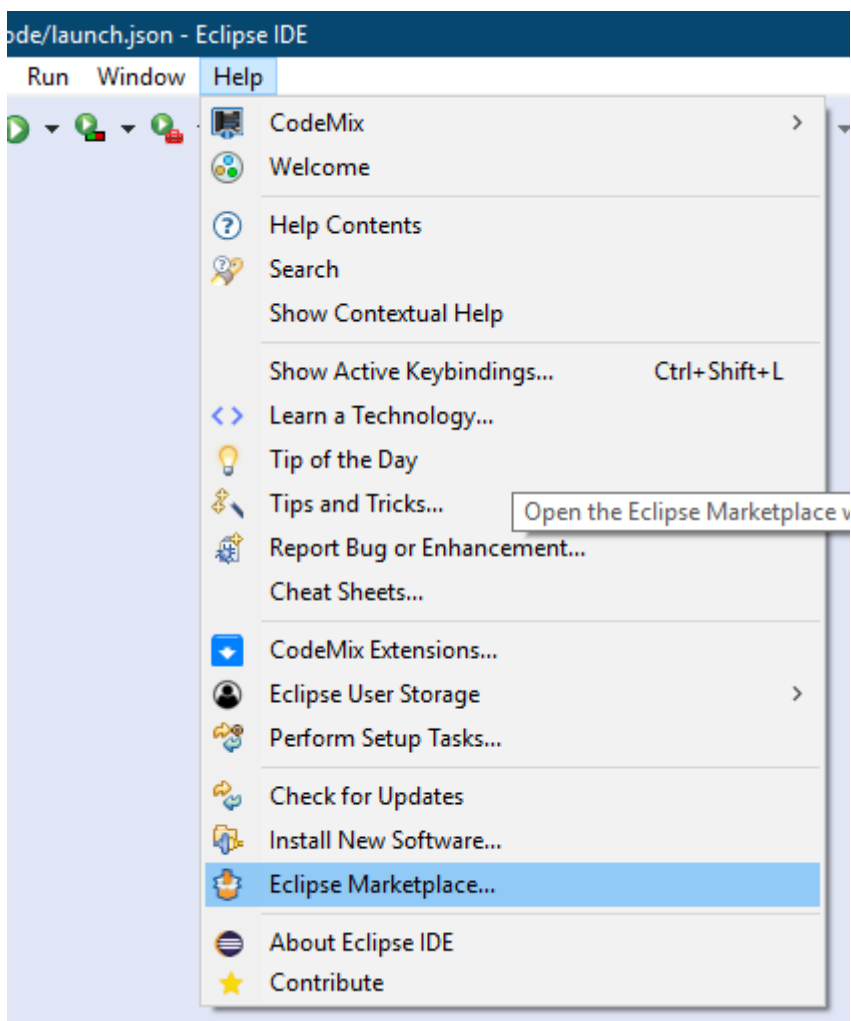 ode/launch.json - Eclipse IDE
Run Window Help
CodeMix
Welcome
Help Contents
Search
Show Contextual Help
Show Active Keybindings... Ctrl+Shift+L
Learn a Technology...
Tip of the Day
Tips and Tricks...
Open the Eclipse Marketplace
Report Bug or Enhancement...
Cheat Sheets...
CodeMix Extensions...
Eclipse User Storage
Perform Setup Tasks...
Check for Updates
Install New Software...
Eclipse Marketplace...
About Eclipse IDE
Contribute